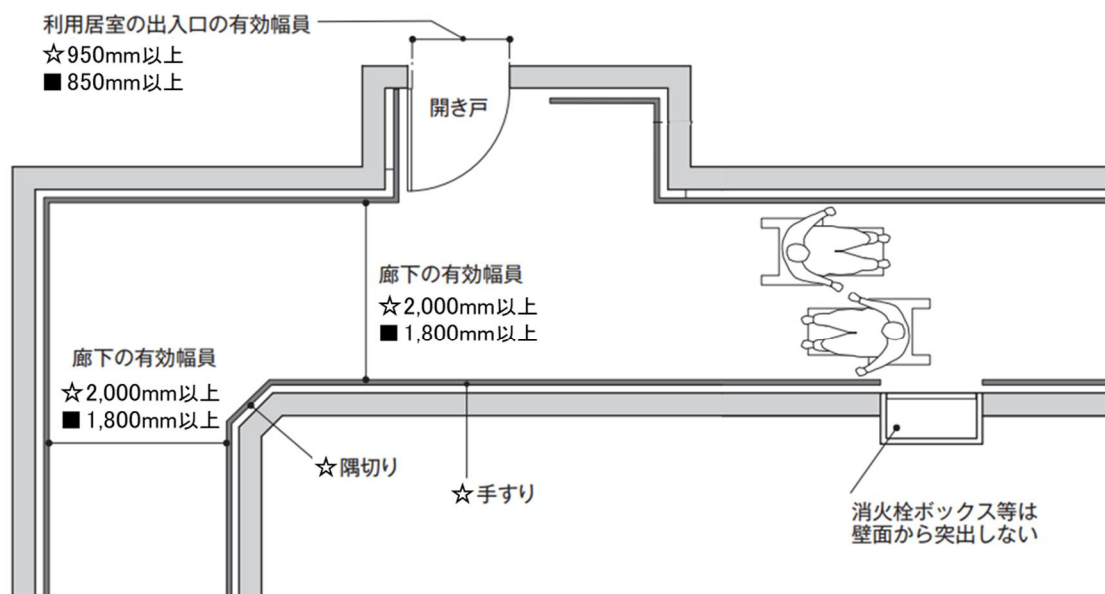 利用居室の出入口の有効幅員
☆950mm以上
■850mm以上
開き戸
廊下の有効幅員
☆2,000mm以上
■1,800mm以上
廊下の有効幅員
☆2,000mm以上
■1,800mm以上
☆隅切り
☆手すり
消火栓ボックス等は
壁面から突出しない